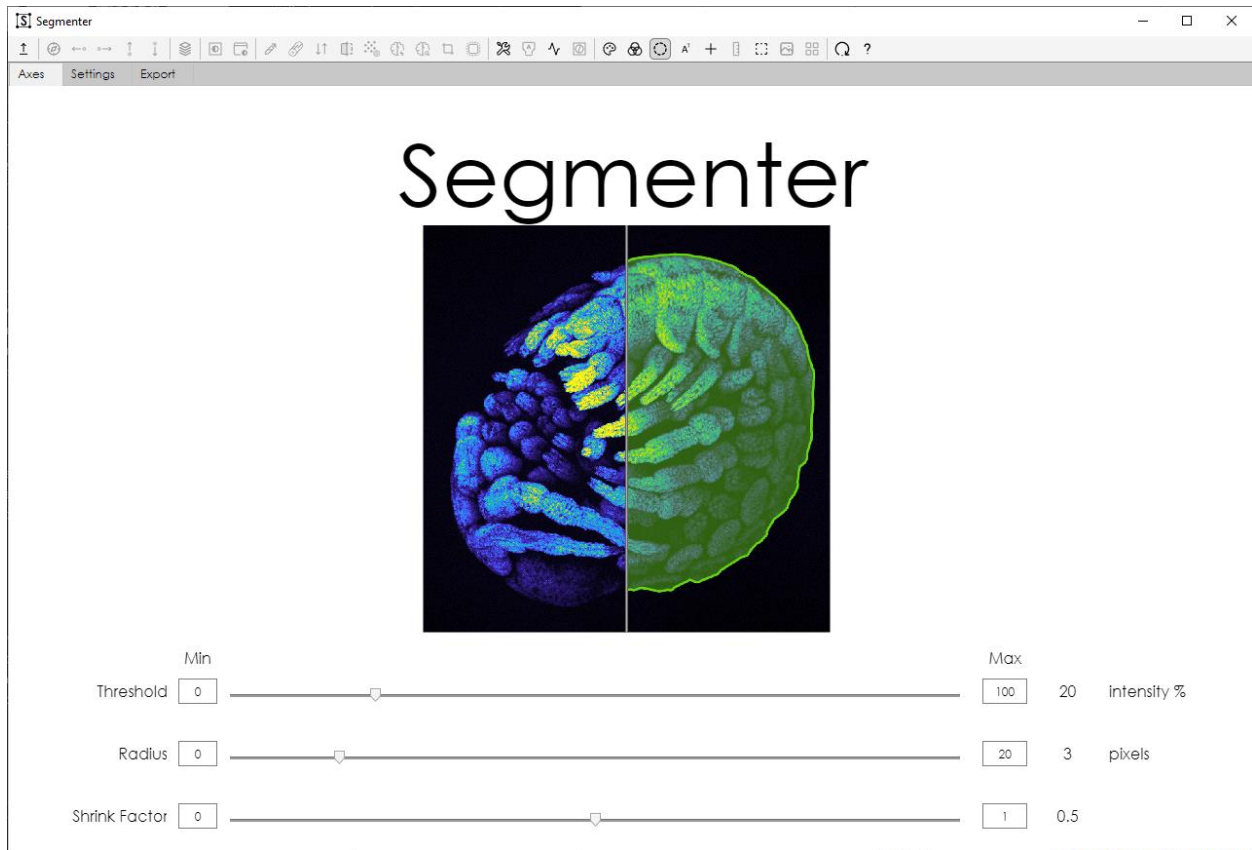 Segmenter
?
Axes Settings Export
Segmenter
Min Max
Threshold 0 100 20 intensity %
Radius 0 20 3 pixels
Shrink Factor 0 1 0.5